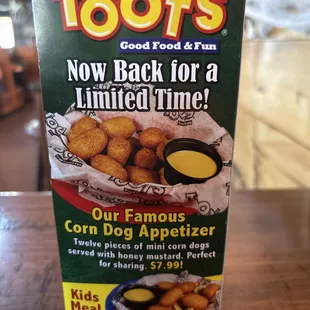 TOOTS
Good Food & Fun
Now Back for a
Limited Time!
Our Famous
Corn Dog Appetizer
Twelve pieces of mini corn dogs
served with honey mustard. Perfect
for sharing. $7.99!
Kids
Meal